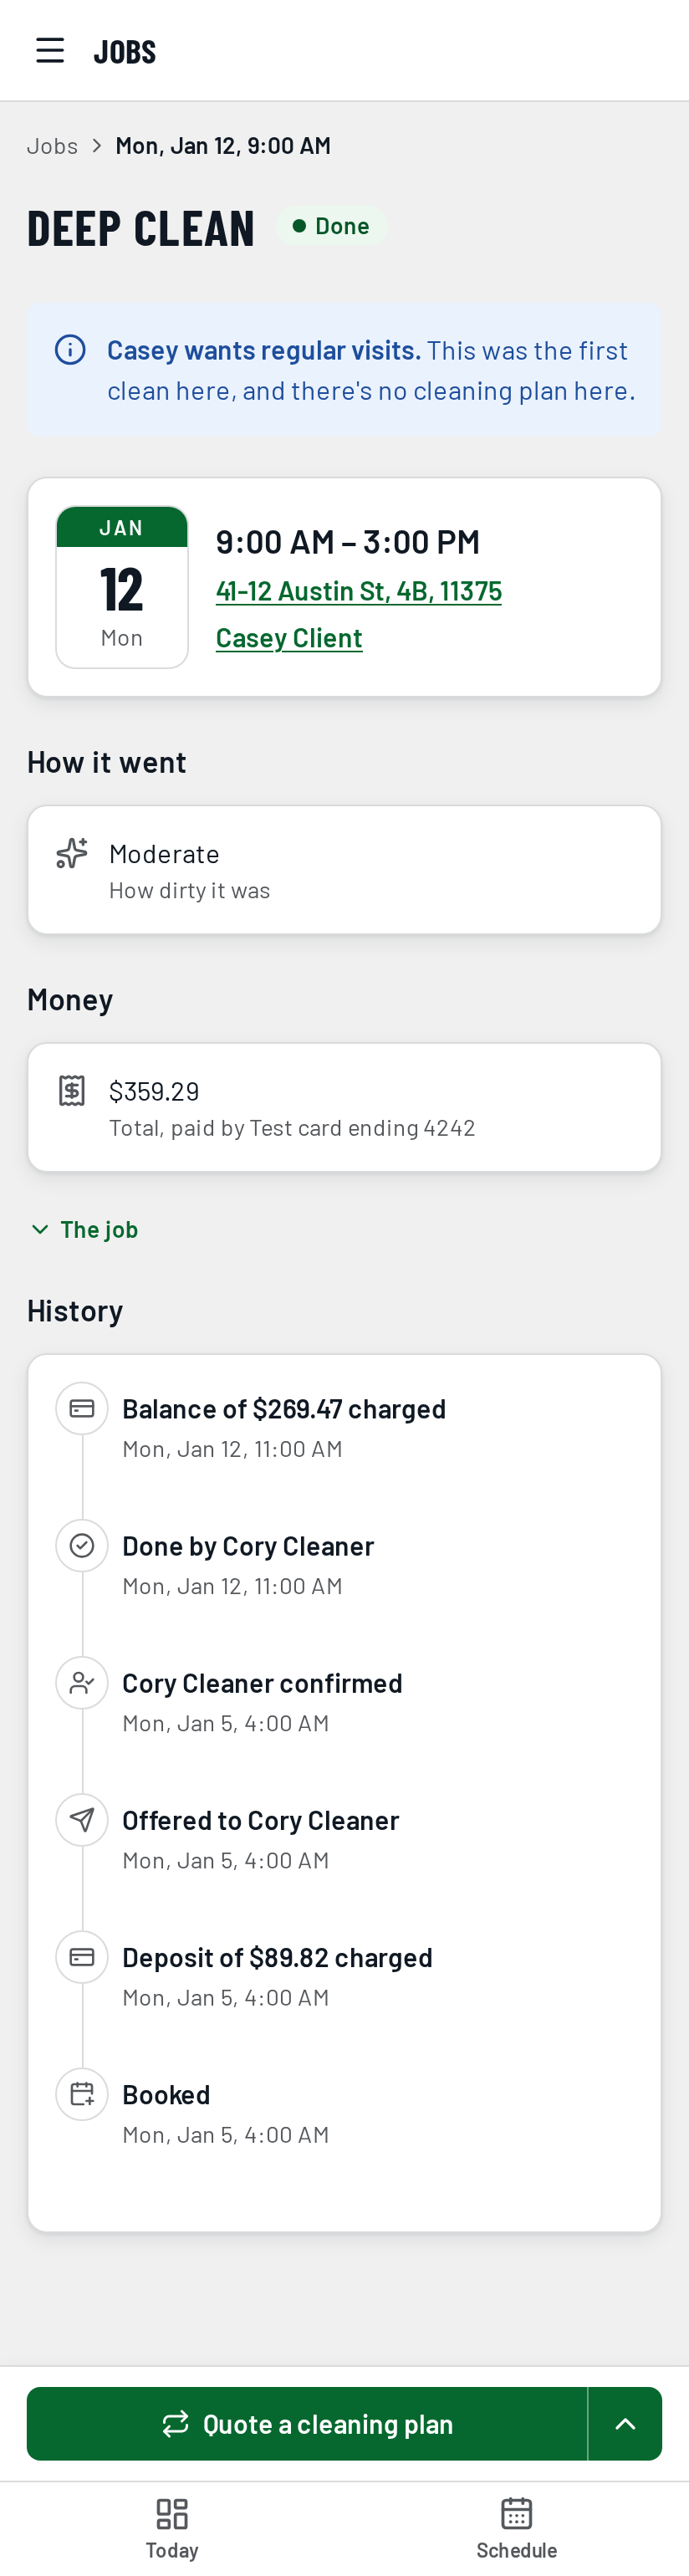 JOBS
Jobs > Mon, Jan 12, 9:00 AM
DEEP CLEAN
Done
Casey wants regular visits. This was the first
clean here, and there's no cleaning plan here.
JAN
12
Mon
9:00 AM – 3:00 PM
41-12 Austin St, 4B, 11375
Casey Client
How it went
Moderate
How dirty it was
Money
$359.29
Total, paid by Test card ending 4242
The job
History
Balance of $269.47 charged
Mon, Jan 12, 11:00 AM
Done by Cory Cleaner
Mon, Jan 12, 11:00 AM
Cory Cleaner confirmed
Mon, Jan 5, 4:00 AM
Offered to Cory Cleaner
Mon, Jan 5, 4:00 AM
Deposit of $89.82 charged
Mon, Jan 5, 4:00 AM
Booked
Mon, Jan 5, 4:00 AM
Quote a cleaning plan
Today
Schedule